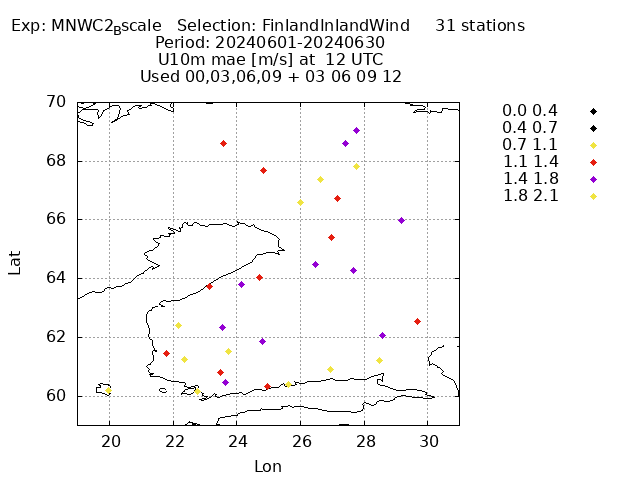 Exp: MNWC2Bscale   Selection: FinlandInlandWind     31 stations
Period: 20240601-20240630
U10m mae [m/s] at  12 UTC
Used 00,03,06,09 + 03 06 09 12
70
68
66
64
62
60
Lat
20 22 24 26 28 30
Lon
0.0 0.4
0.4 0.7
0.7 1.1
1.1 1.4
1.4 1.8
1.8 2.1